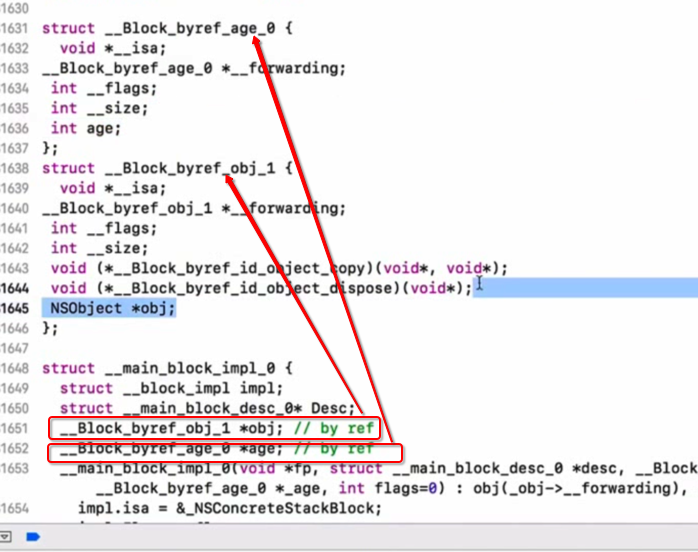 1630
1631 struct __Block_byref_age_0 {
1632 void *__isa;
1633 __Block_byref_age_0 *__forwarding;
1634 int __flags;
1635 int __size;
1636 int age;
1637 };
1638 struct __Block_byref_obj_1 {
1639 void *__isa;
1640 __Block_byref_obj_1 *__forwarding;
1641 int __flags;
1642 int __size;
1643 void (*__Block_byref_id_object_copy)(void*, void*);
1644 void (*__Block_byref_id_object_dispose)(void*);
1645 NSObject *obj;
1646 };
1647
1648 struct __main_block_impl_0 {
1649 struct __block_impl impl;
1650 struct __main_block_desc_0* Desc;
1651 __Block_byref_obj_1 *obj; // by ref
1652 __Block_byref_age_0 *age; // by ref
1653 __main_block_impl_0(void *fp, struct __main_block_desc_0 *desc, __Block
__Block_byref_age_0 *_age, int flags=0) : obj(_obj->__forwarding),
1654 impl.isa = &_NSConcreteStackBlock;